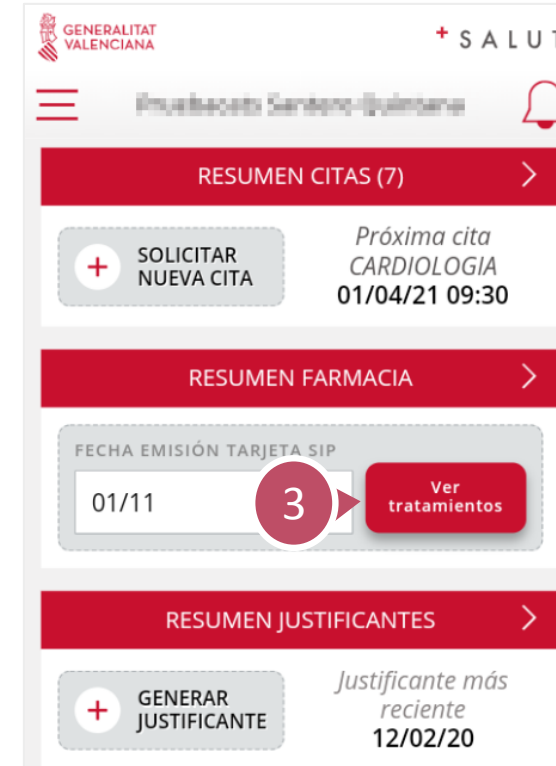 GENERALITAT
VALENCIANA
+ SALUT
RESUMEN CITAS (7)
SOLICITAR
NUEVA CITA
Próxima cita
CARDIOLOGIA
01/04/21 09:30
RESUMEN FARMACIA
FECHA EMISIÓN TARJETA SIP
01/11
3
Ver
tratamientos
RESUMEN JUSTIFICANTES
GENERAR
JUSTIFICANTE
Justificante más
reciente
12/02/20